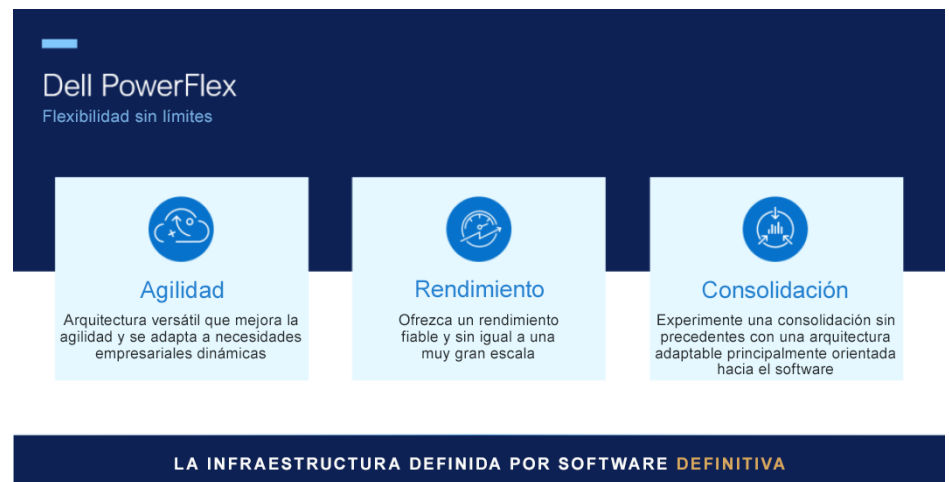 Dell PowerFlex
Flexibilidad sin límites
Agilidad
Arquitectura versátil que mejora la
agilidad y se adapta a necesidades
empresariales dinámicas
Rendimiento
Ofrezca un rendimiento
fiable y sin igual a una
muy gran escala
Consolidación
Experimente una consolidación sin
precedentes con una arquitectura
adaptable principalmente orientada
hacia el software
LA INFRAESTRUCTURA DEFINIDA POR SOFTWARE DEFINITIVA